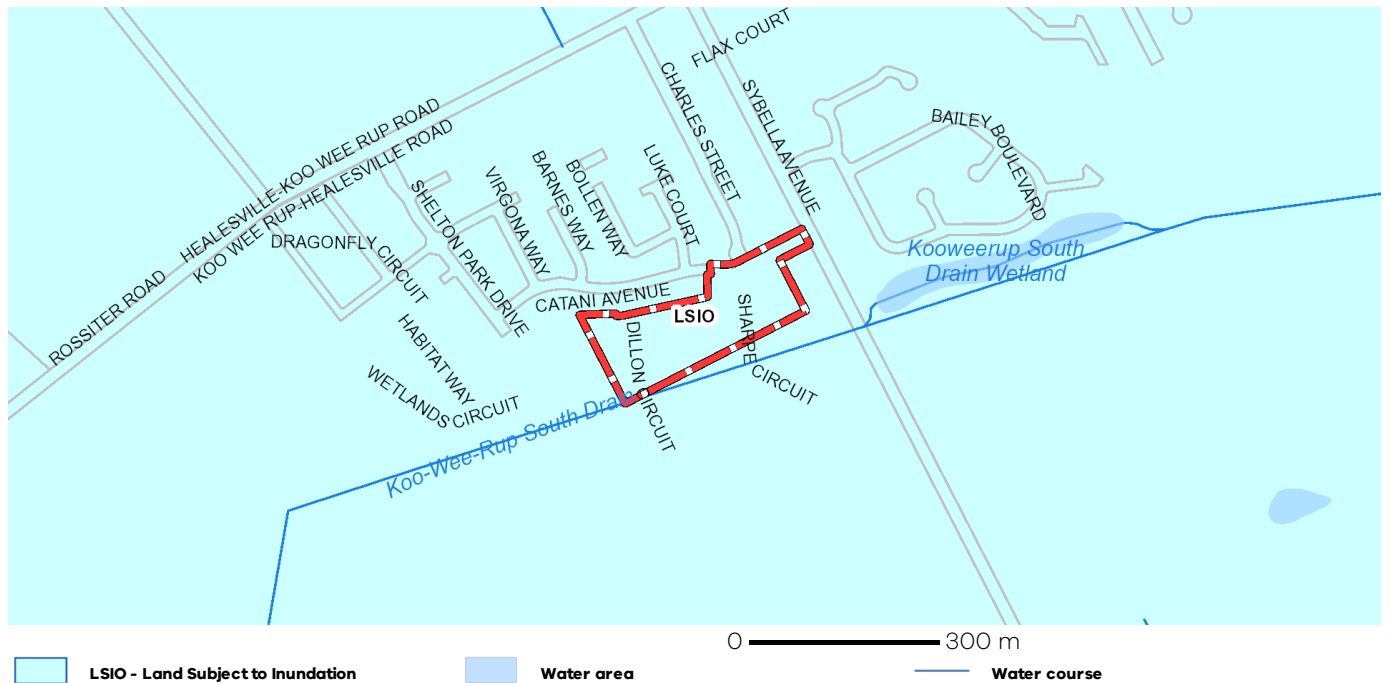 FLAX COURT
CHARLES STREET
SYBELLA AVENUE
BAILEY BOULEVARD
HEALESVILLE-KOO WEE RUP ROAD
KOO WEE RUP-HEALESVILLE ROAD
ROSSITER ROAD
LUKE COURT
BOLLEN WAY
BARNES WAY
VIRGONA WAY
SHELTON PARK DRIVE
DRAGONFLY CIRCUIT
Kooweerup South
Drain Wetland
CATANI AVENUE
LSIO
SHARPE CIRCUIT
DILLON CIRCUIT
HABITAT WAY
WETLANDS CIRCUIT
Koo-Wee-Rup South Drain
0 300 m
LSIO - Land Subject to Inundation
Water area
Water course